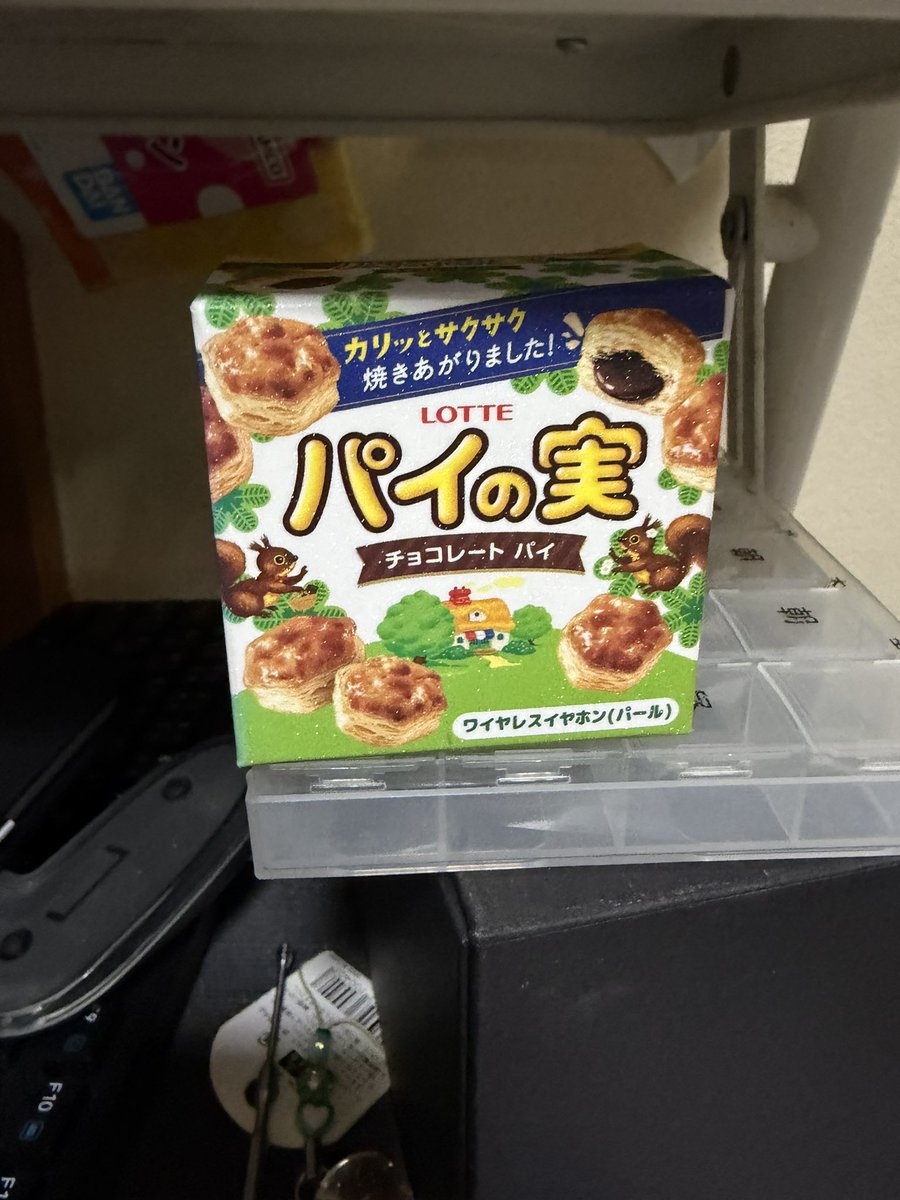 カリッとサクサク
焼きあがりました!
LOTTE
パイの実
チョコレート パイ
ワイヤレスイヤホン(パール)
F10